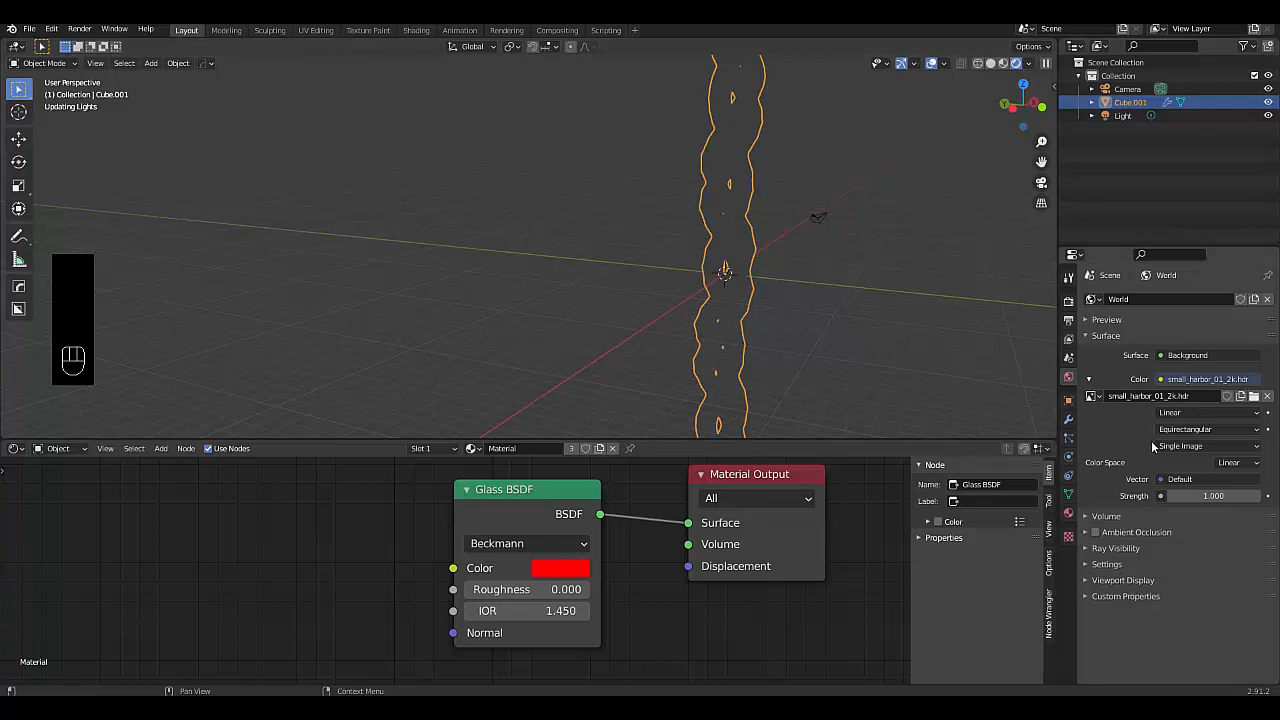 File Edit Render Window Help Layout Modeling Sculpting UV Editing Texture Paint Shading Animation Rendering Compositing Scripting + Scene View Layer
Global Options
Object Mode View Select Add Object
User Perspective
(1) Collection | Cube.001
Updating Lights
Scene Collection
Collection
Camera
Cube.001
Light
Z
Y
X
Scene World
World
Preview
Surface
Surface Background
Color small_harbor_01_2k.hdr
small_harbor_01_2k.hdr
Linear
Equirectangular
Single Image
Color Space Linear
Vector Default
Strength 1.000
Volume
Ambient Occlusion
Ray Visibility
Settings
Viewport Display
Custom Properties
Object View Select Add Node Use Nodes Slot 1 Material 3
Glass BSDF
BSDF
Beckmann
Color
Roughness 0.000
IOR 1.450
Normal
Material Output
All
Surface
Volume
Displacement
Node
Name: Glass BSDF
Label:
Color
Properties
Item
Tool
View
Options
Node Wrangler
Material
Pan View Context Menu 2.91.2